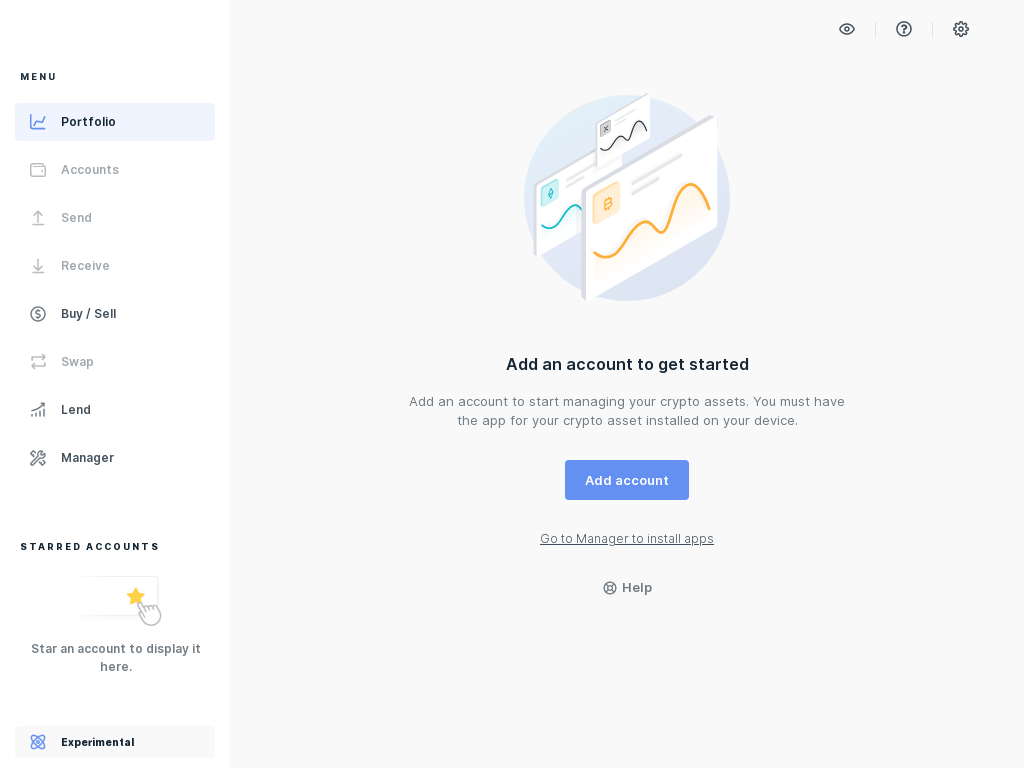 MENU
Portfolio
Accounts
Send
Receive
Buy / Sell
Swap
Lend
Manager
STARRED ACCOUNTS
Star an account to display it
here.
Experimental
Add an account to get started
Add an account to start managing your crypto assets. You must have
the app for your crypto asset installed on your device.
Add account
Go to Manager to install apps
Help